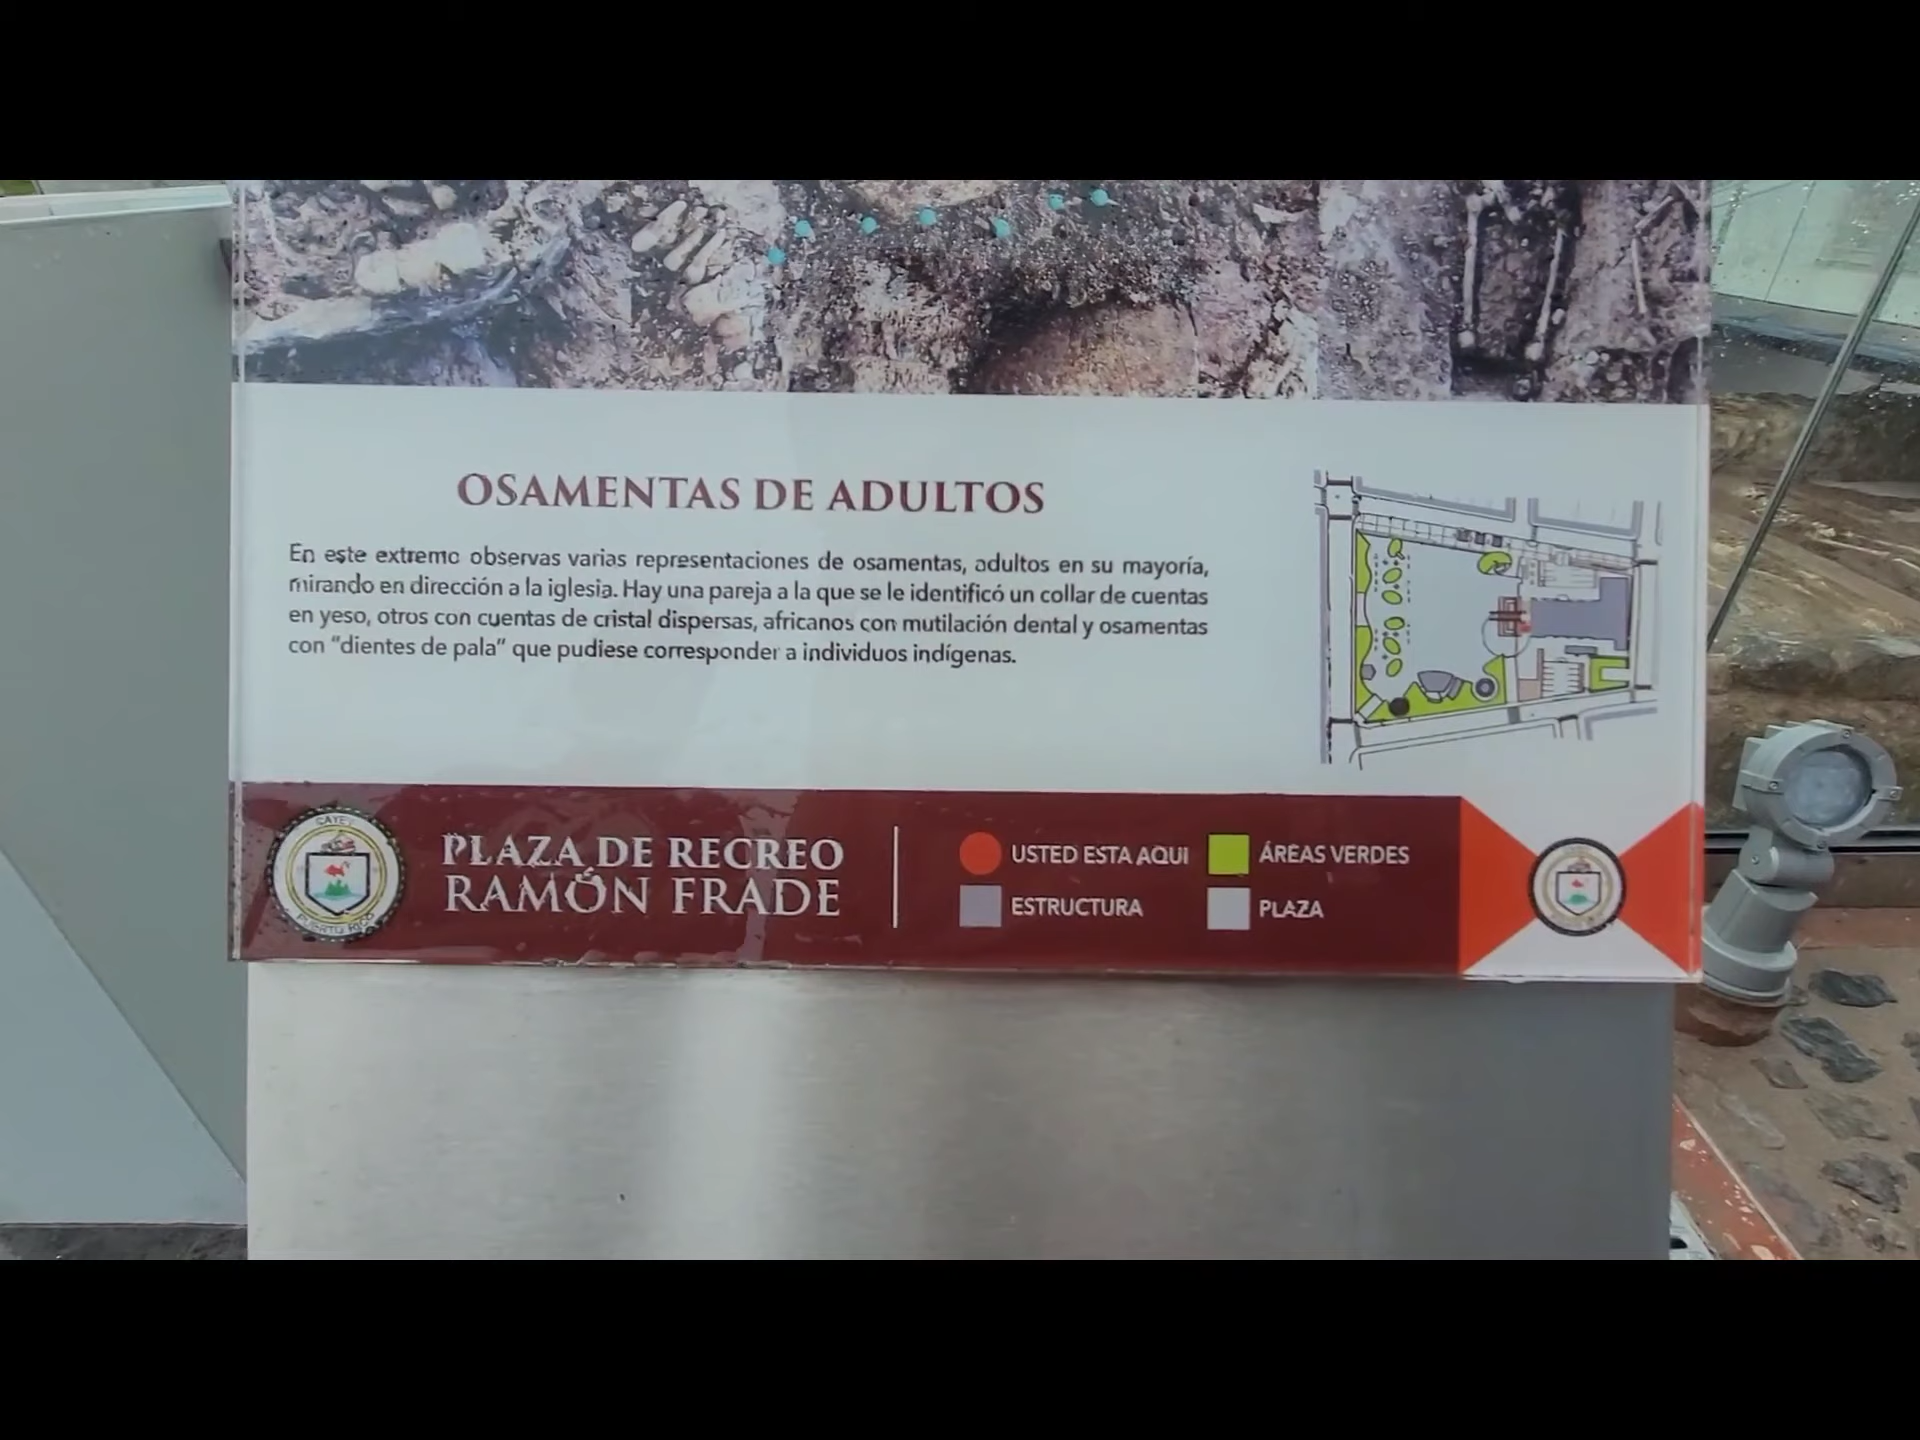 OSAMENTAS DE ADULTOS
En este extremo observas varias representaciones de osamentas, adultos en su mayoría,
mirando en dirección a la iglesia. Hay una pareja a la que se le identificó un collar de cuentas
en yeso, otros con cuentas de cristal dispersas, africanos con mutilación dental y osamentas
con "dientes de pala" que pudiese corresponder a individuos indígenas.
CAYEY
PUERTO RICO
PLAZA DE RECREO
RAMÓN FRADE
USTED ESTA AQUI
ÁREAS VERDES
ESTRUCTURA
PLAZA